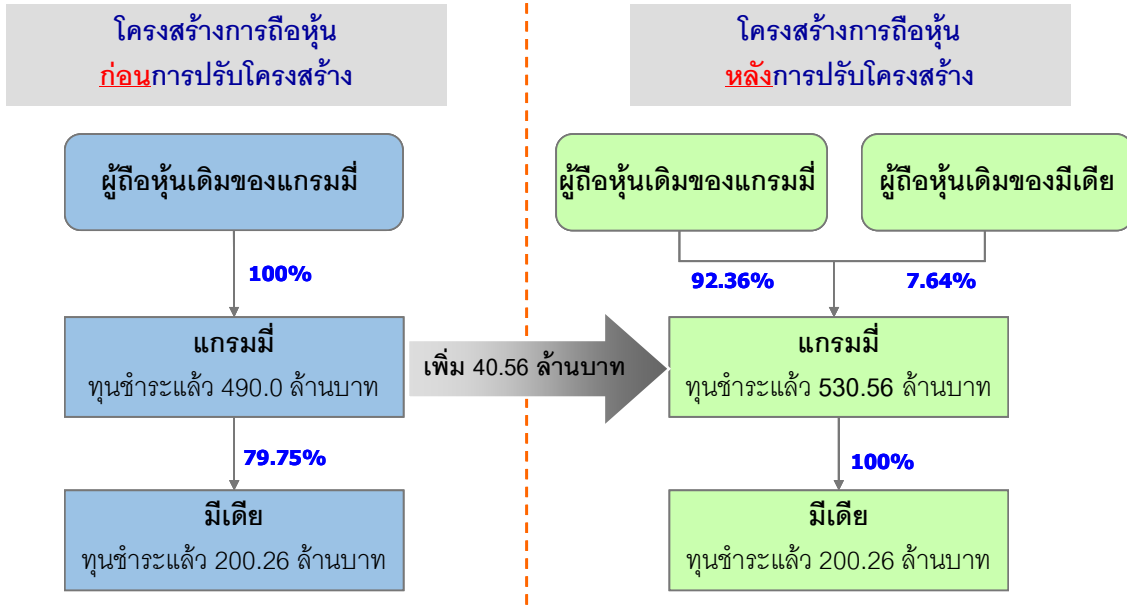 โครงสร้างการถือหุ้น
ก่อนการปรับโครงสร้าง
ผู้ถือหุ้นเดิมของแกรมมี่
100%
แกรมมี่
ทุนชำระแล้ว 490.0 ล้านบาท
79.75%
มีเดีย
ทุนชำระแล้ว 200.26 ล้านบาท
เพิ่ม 40.56 ล้านบาท
โครงสร้างการถือหุ้น
หลังการปรับโครงสร้าง
ผู้ถือหุ้นเดิมของแกรมมี่
ผู้ถือหุ้นเดิมของมีเดีย
92.36%
7.64%
แกรมมี่
ทุนชำระแล้ว 530.56 ล้านบาท
100%
มีเดีย
ทุนชำระแล้ว 200.26 ล้านบาท